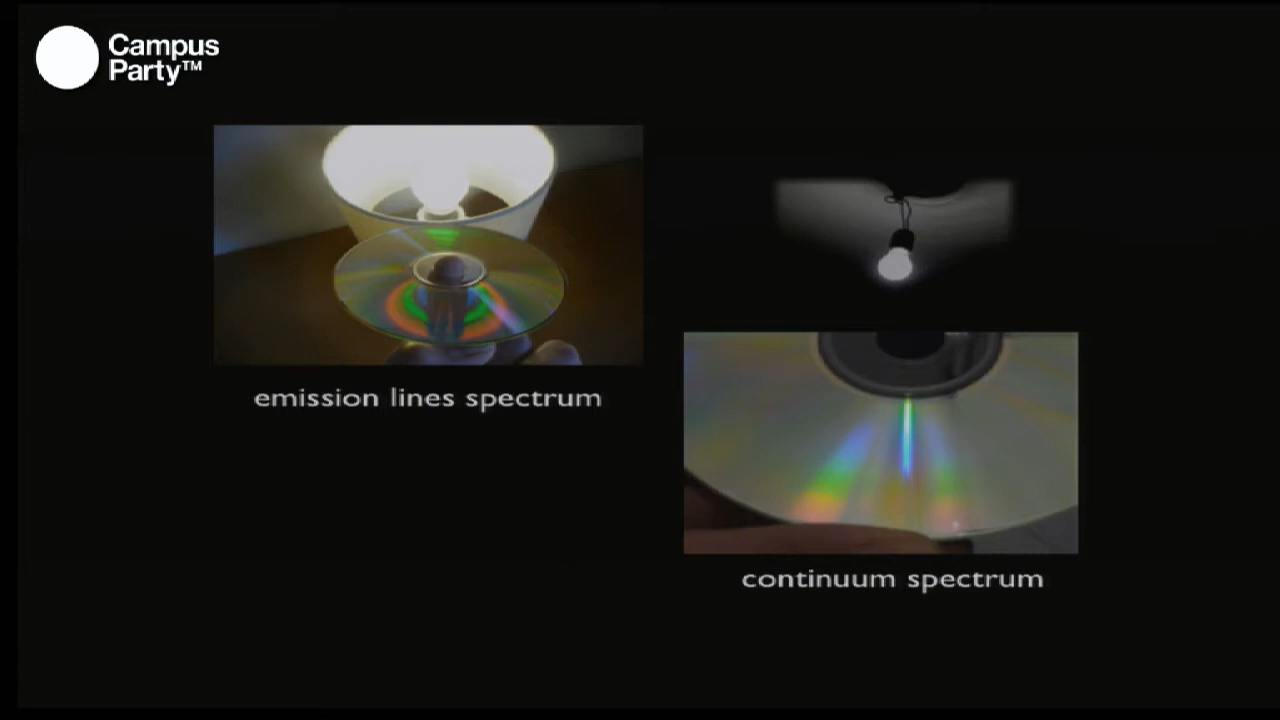 Campus
Party™
emission lines spectrum
continuum spectrum